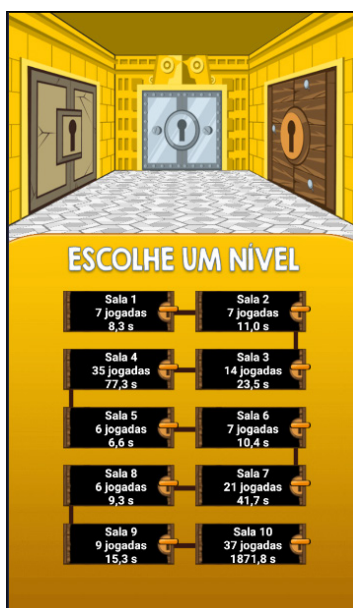 ESCOLHE UM NÍVEL
Sala 1
7 jogadas
8,3 s
Sala 2
7 jogadas
11,0 s
Sala 4
35 jogadas
77,3 s
Sala 3
14 jogadas
23,5 s
Sala 5
6 jogadas
6,6 s
Sala 6
7 jogadas
10,4 s
Sala 8
6 jogadas
9,3 s
Sala 7
21 jogadas
41,7 s
Sala 9
9 jogadas
15,3 s
Sala 10
37 jogadas
1871,8 s